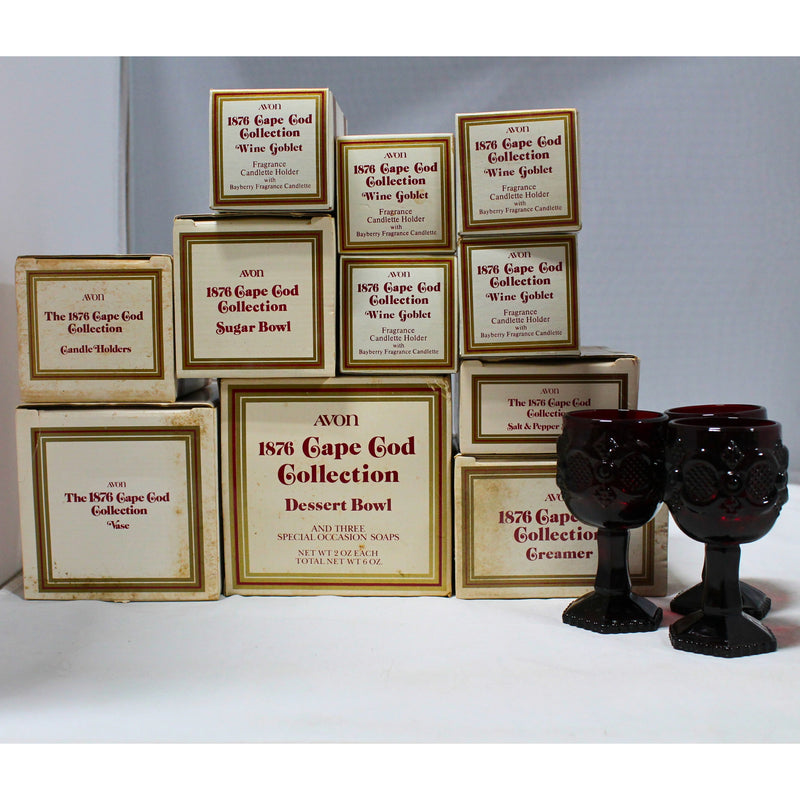 AVON
1876 Cape Cod
Collection
Wine Goblet
Fragrance
Candlette Holder
with
Bayberry Fragrance Candlette
AVON
1876 Cape Cod
Collection
Wine Goblet
Fragrance
Candlette Holder
with
Bayberry Fragrance Candlette
AVON
1876 Cape Cod
Collection
Wine Goblet
Fragrance
Candlette Holder
with
Bayberry Fragrance Candlette
AVON
The 1876 Cape Cod
Collection
Candle Holders
AVON
1876 Cape Cod
Collection
Sugar Bowl
AVON
1876 Cape Cod
Collection
Wine Goblet
Fragrance
Candlette Holder
with
Bayberry Fragrance Candlette
AVON
1876 Cape Cod
Collection
Wine Goblet
Fragrance
Candlette Holder
with
Bayberry Fragrance Candlette
AVON
The 1876 Cape Cod
Collection
Vase
AVON
1876 Cape Cod
Collection
Dessert Bowl
AND THREE
SPECIAL OCCASION SOAPS
NET WT 2 OZ EACH
TOTAL NET WT 6 OZ.
AVON
The 1876 Cape Cod
Collection
Salt & Pepper
1876 Cape
Collection
Creamer